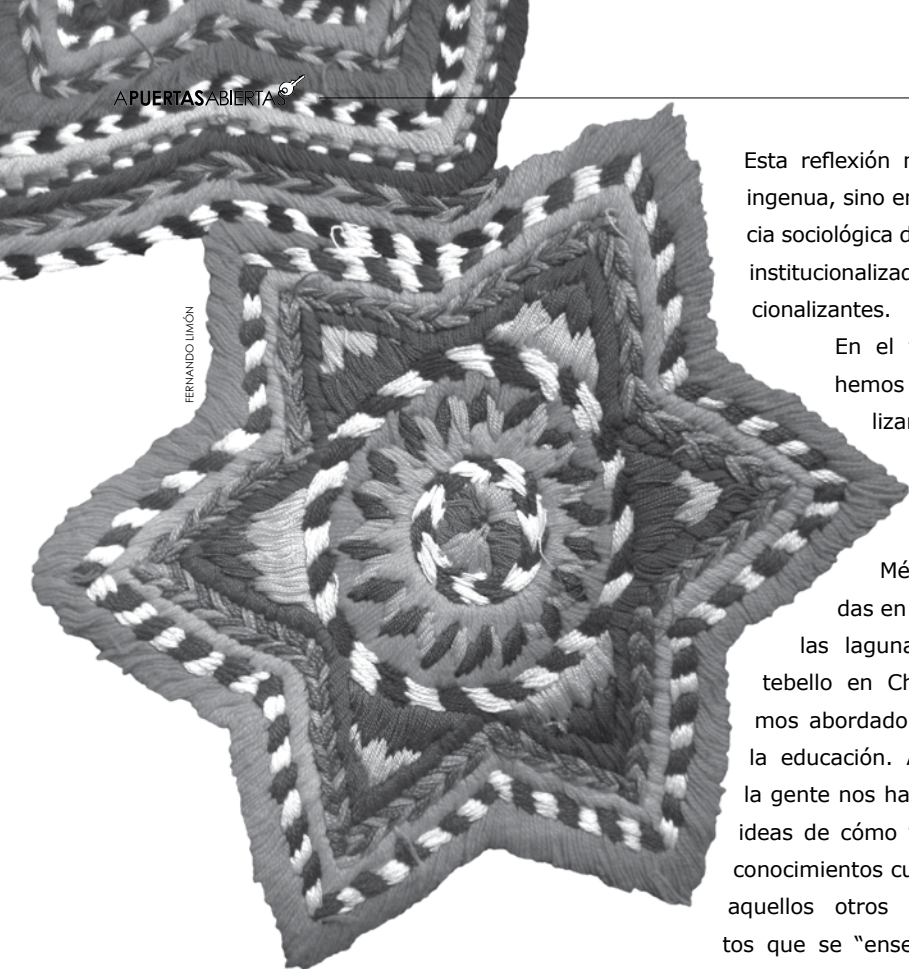 APUERTASABIERTAS
FERNANDO LIMÓN
Esta reflexión n
ingenua, sino en
cia sociológica d
institucionalizad
cionalizantes.
En el
hemos
lizan
Mé
das en
las laguna
tebello en Ch
mos abordado
la educación. A
la gente nos ha
ideas de cómo
conocimientos cu
aquellos otros
tos que se “ense